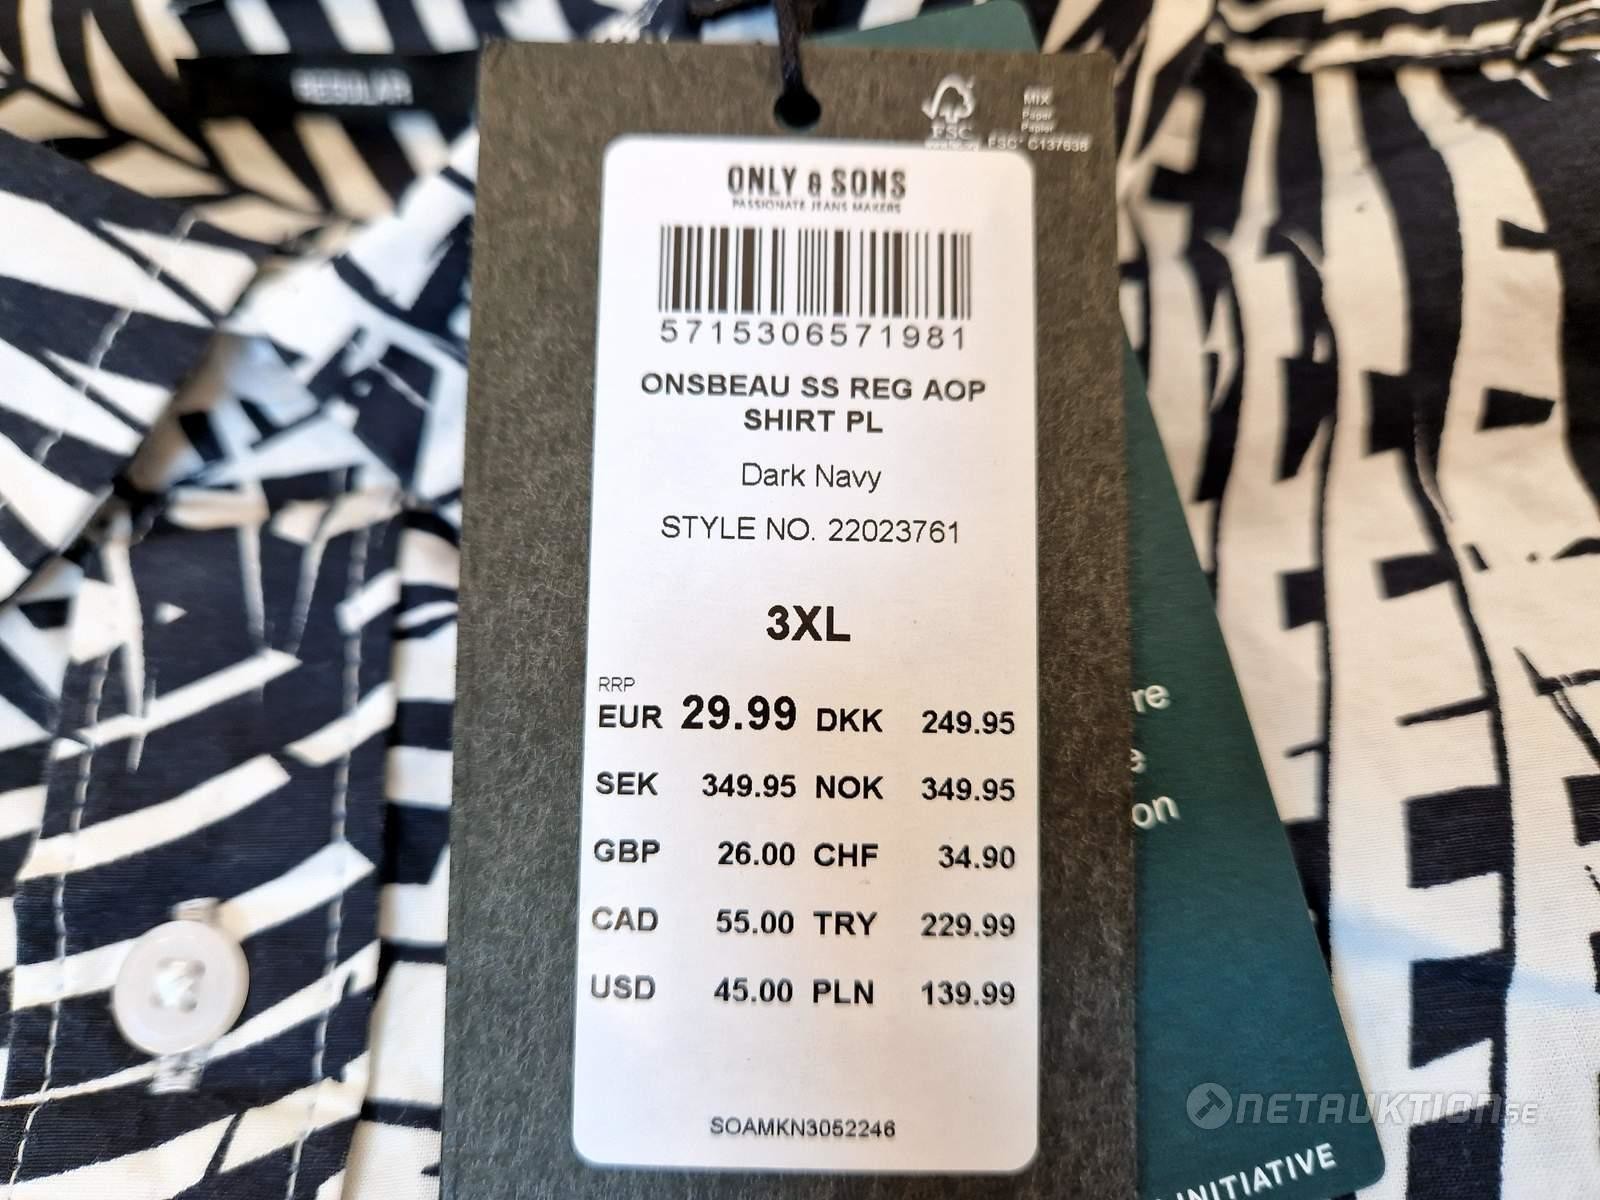 REGULAR
FSC
MIX
Paper
Papier
FSC® C137638
ONLY & SONS
PASSIONATE JEANS MAKERS
5715306571981
ONSBEAU SS REG AOP
SHIRT PL
Dark Navy
STYLE NO. 22023761
3XL
RRP
EUR 29.99 DKK 249.95
SEK 349.95 NOK 349.95
GBP 26.00 CHF 34.90
CAD 55.00 TRY 229.99
USD 45.00 PLN 139.99
SOAMKN3052246
re
e
on
INITIATIVE
NETAUKTION.SE